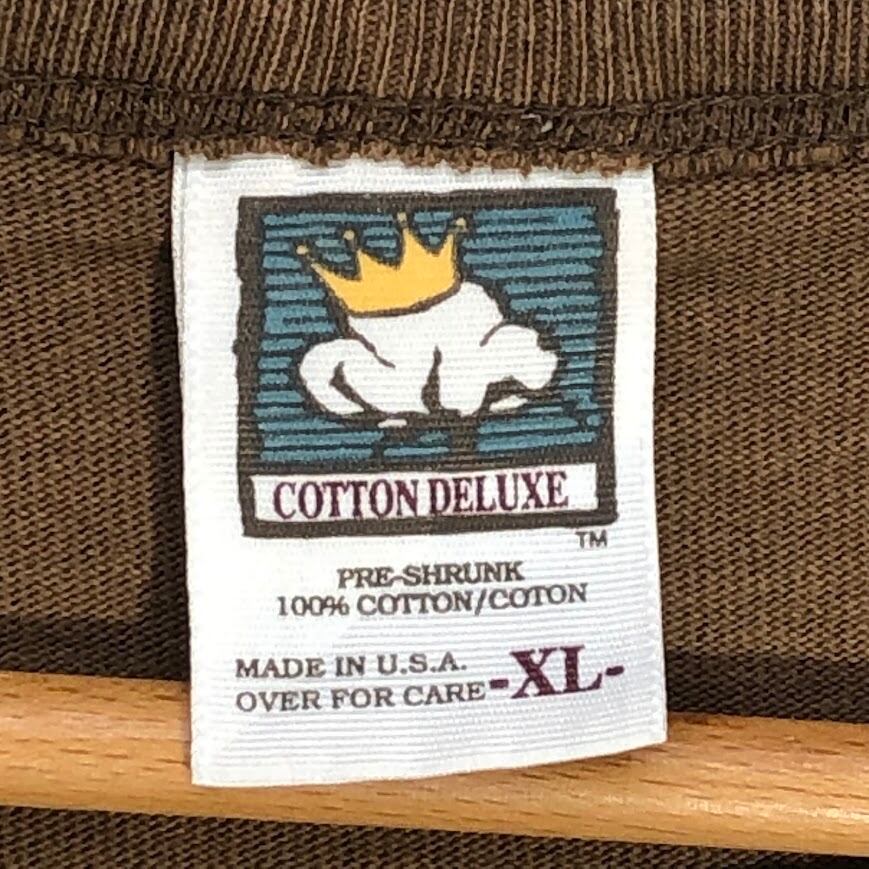 COTTON DELUXE
TM
PRE-SHRUNK
100% COTTON/COTON
MADE IN U.S.A.
OVER FOR CARE -XL-